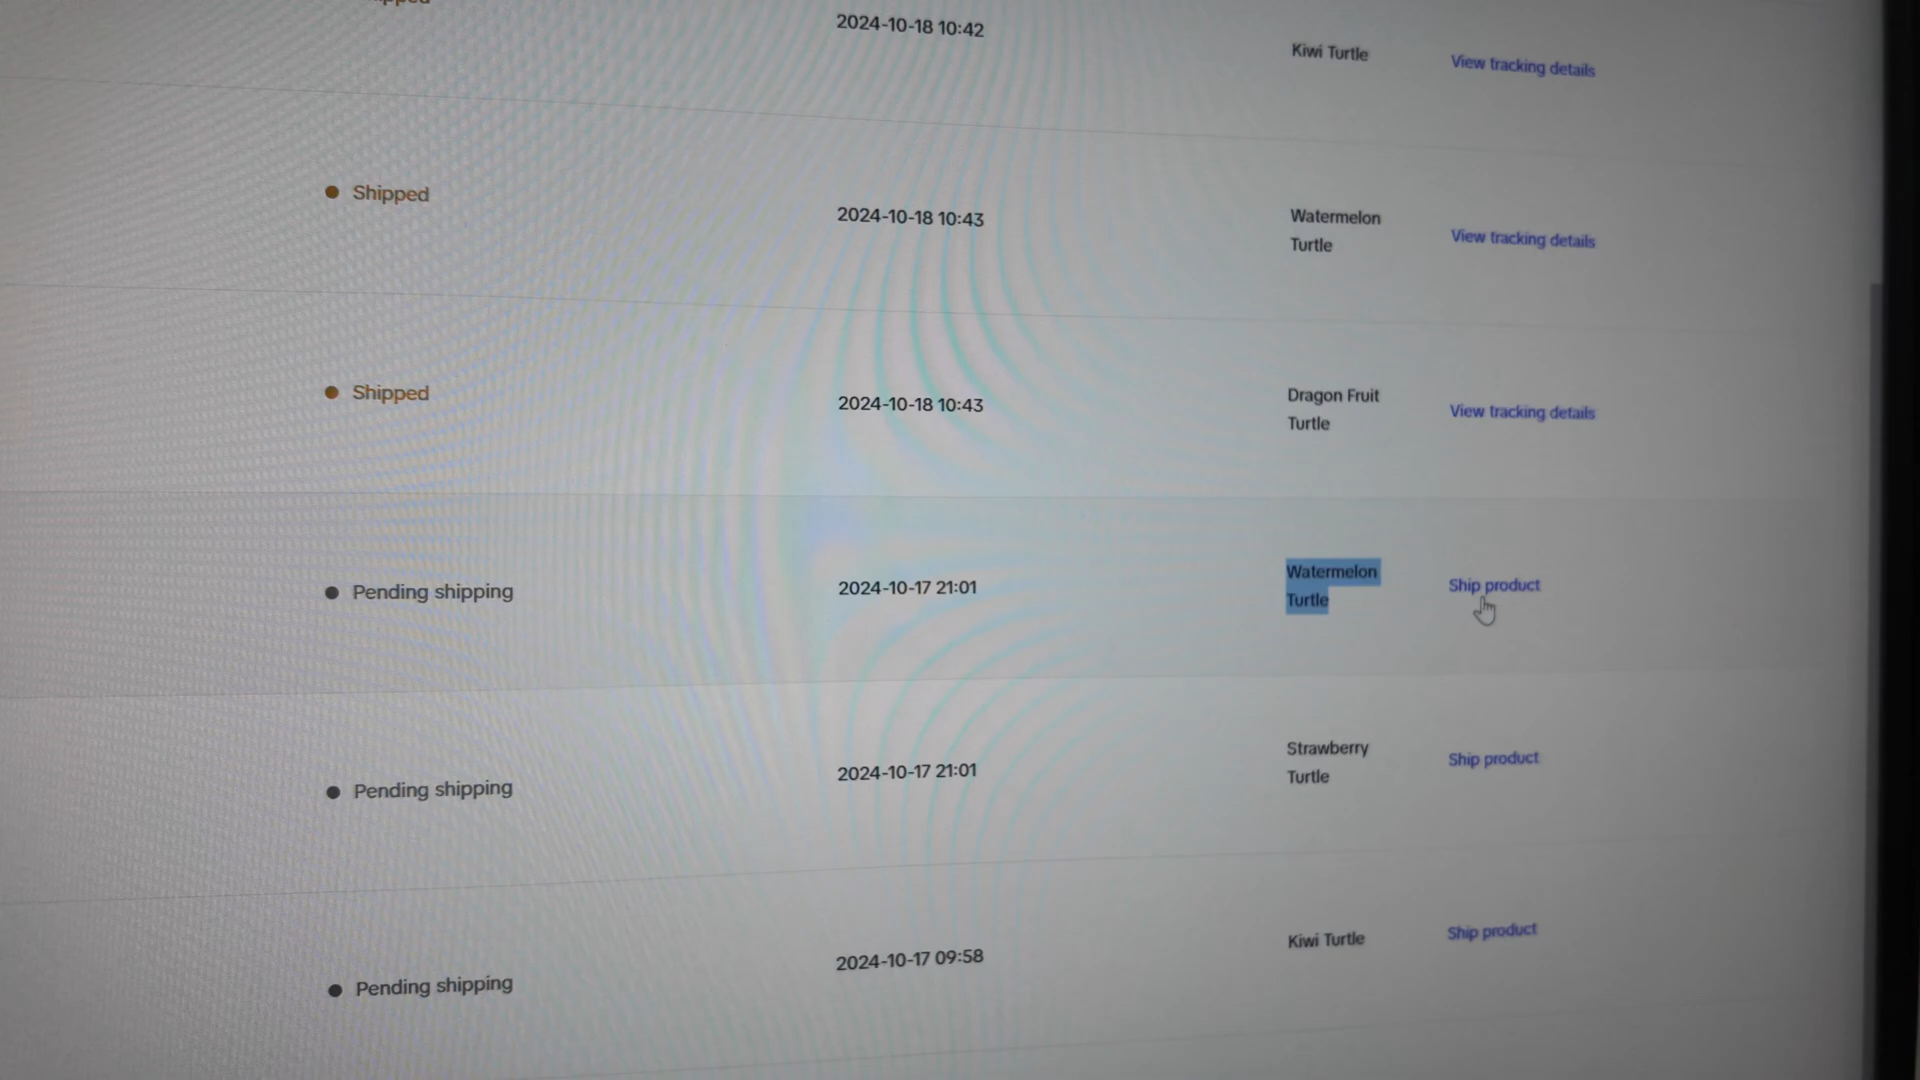 2024-10-18 10:42
Kiwi Turtle
View tracking details
Shipped
2024-10-18 10:43
Watermelon
Turtle
View tracking details
Shipped
2024-10-18 10:43
Dragon Fruit
Turtle
View tracking details
Pending shipping
2024-10-17 21:01
Watermelon
Turtle
Ship product
Pending shipping
2024-10-17 21:01
Strawberry
Turtle
Ship product
Pending shipping
2024-10-17 09:58
Kiwi Turtle
Ship product